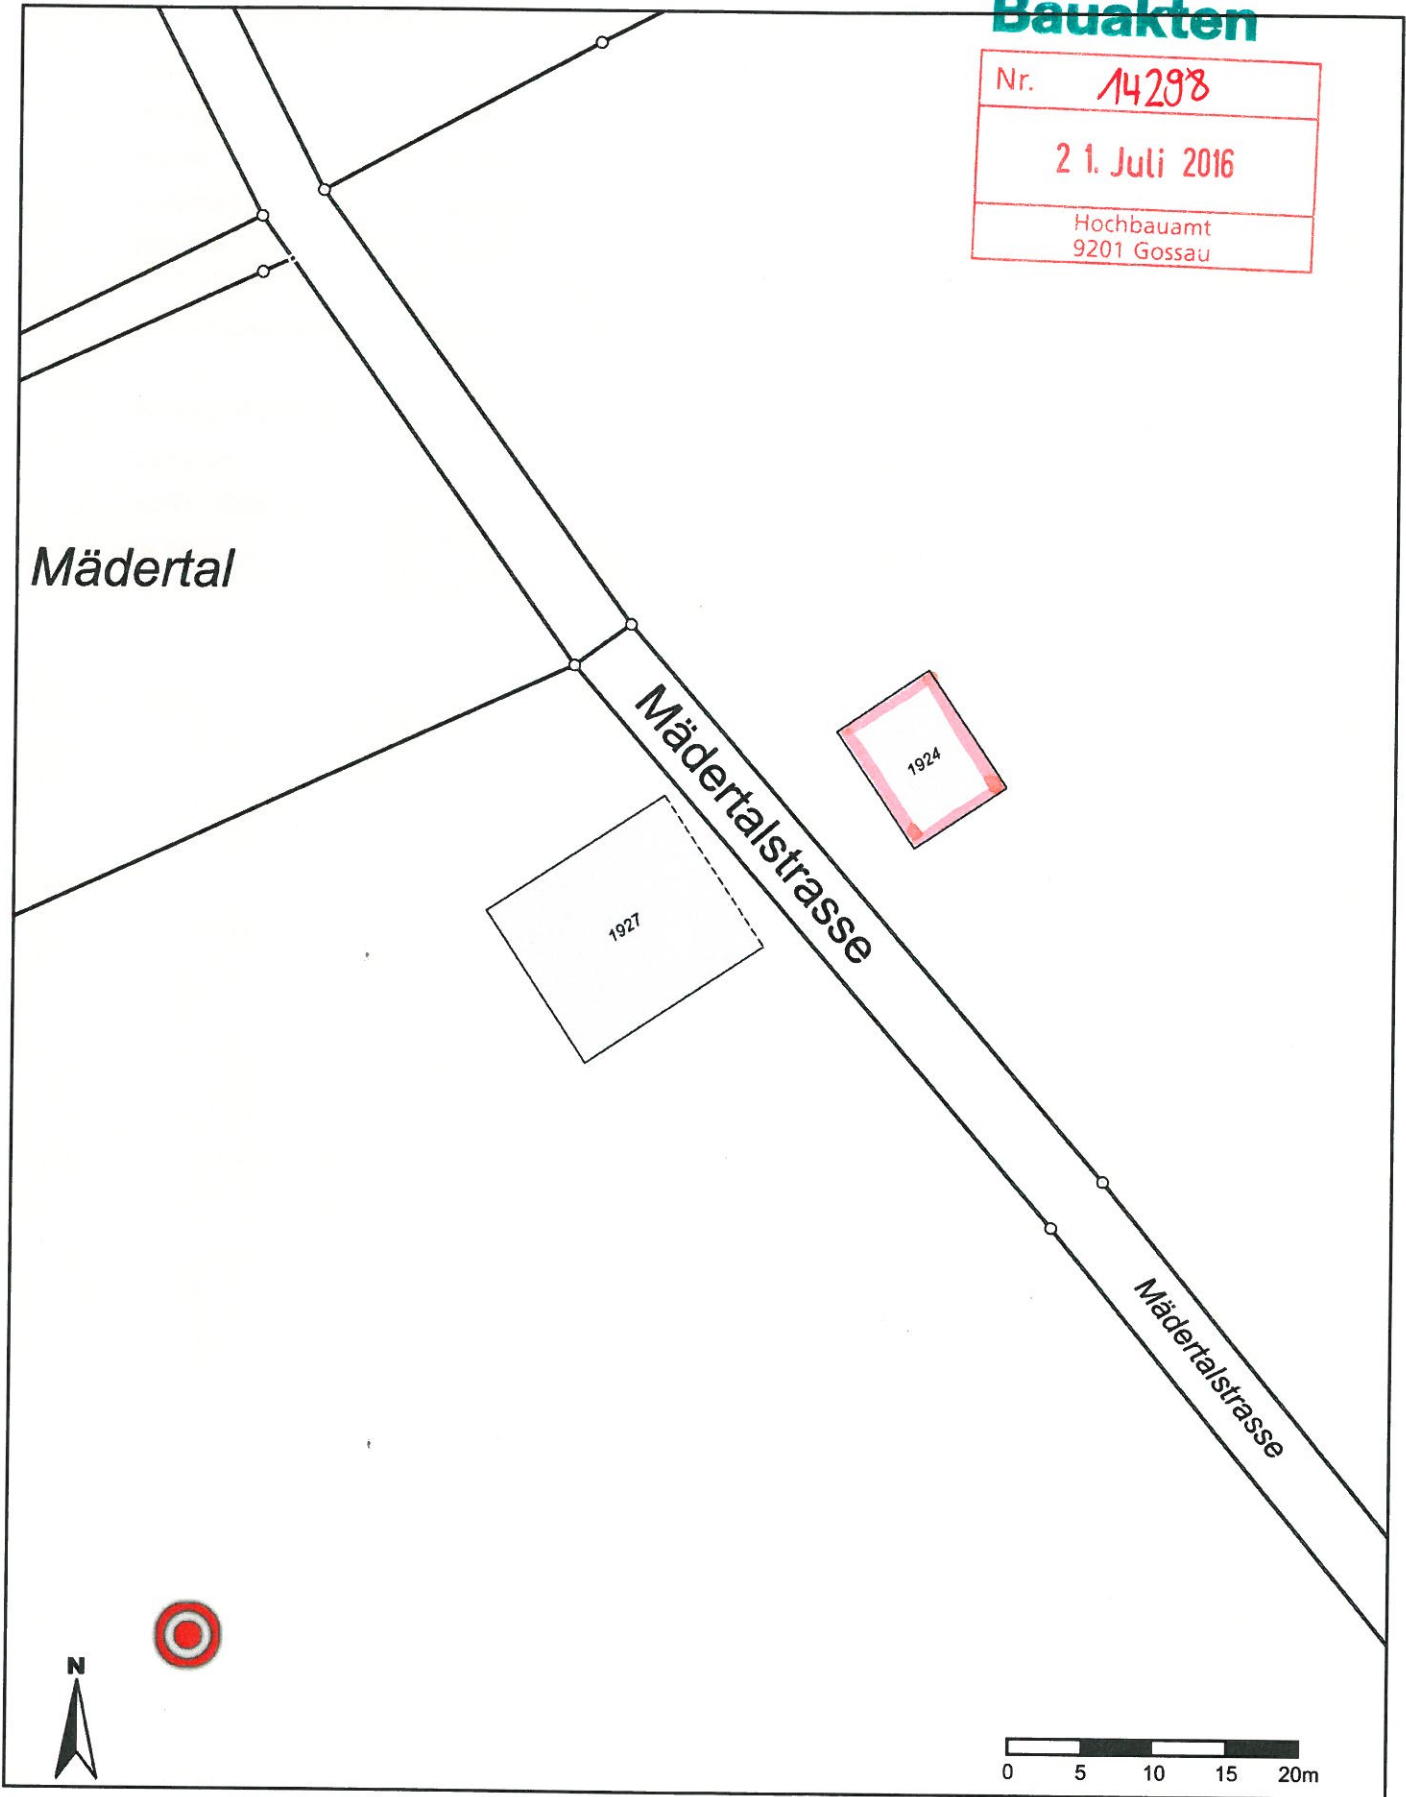 Bauakten
Nr. 14298
21. Juli 2016
Hochbauamt
9201 Gossau
Mädertal
1924
Mädertalstrasse
1927
Mädertalstrasse
N
0 5 10 15 20m